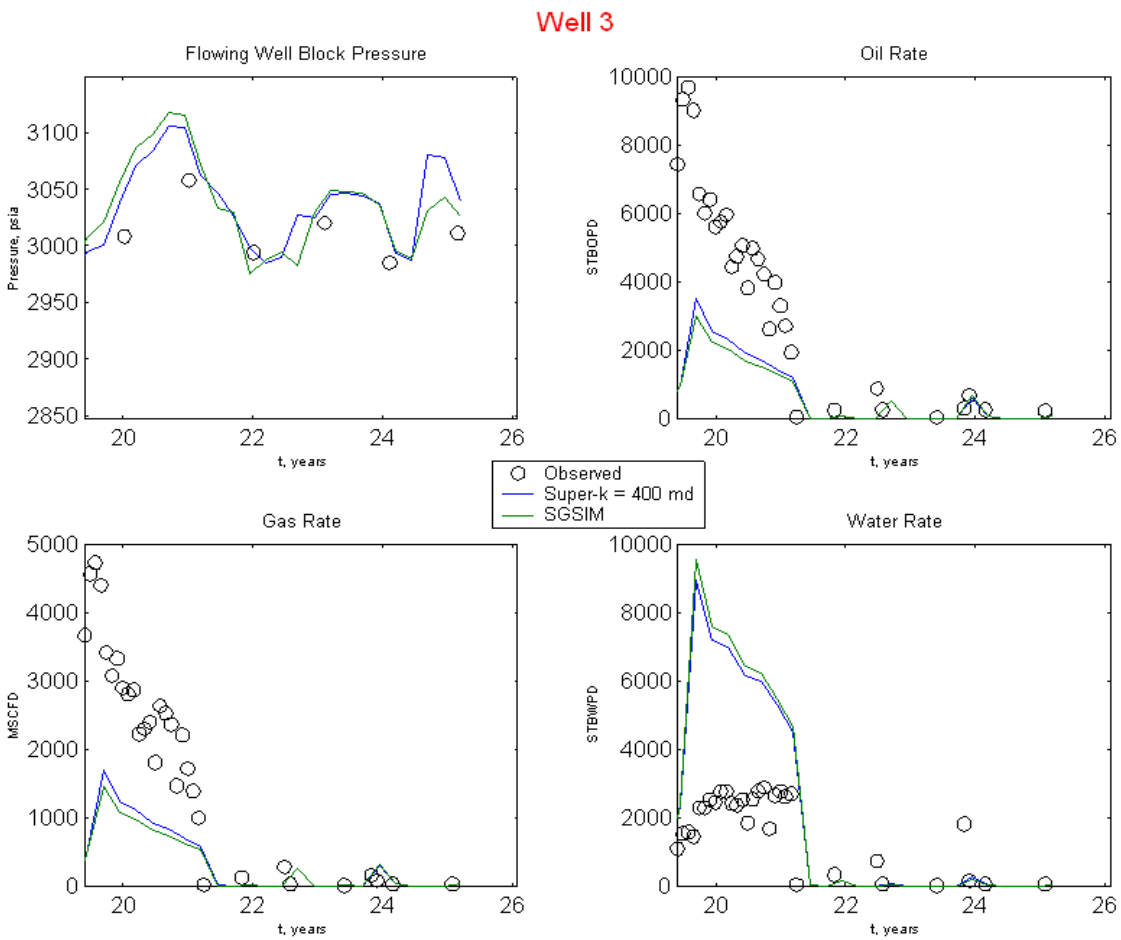 Well 3
Flowing Well Block Pressure
3100
3050
3000
2950
2900
2850
Pressure, psia
20 22 24 26
t, years
Oil Rate
10000
8000
6000
4000
2000
0
STBOPD
20 22 24 26
t, years
Observed
Super-k = 400 md
SGSIM
Gas Rate
5000
4000
3000
2000
1000
0
MSCFD
20 22 24 26
t, years
Water Rate
10000
8000
6000
4000
2000
0
STBWPD
20 22 24 26
t, years